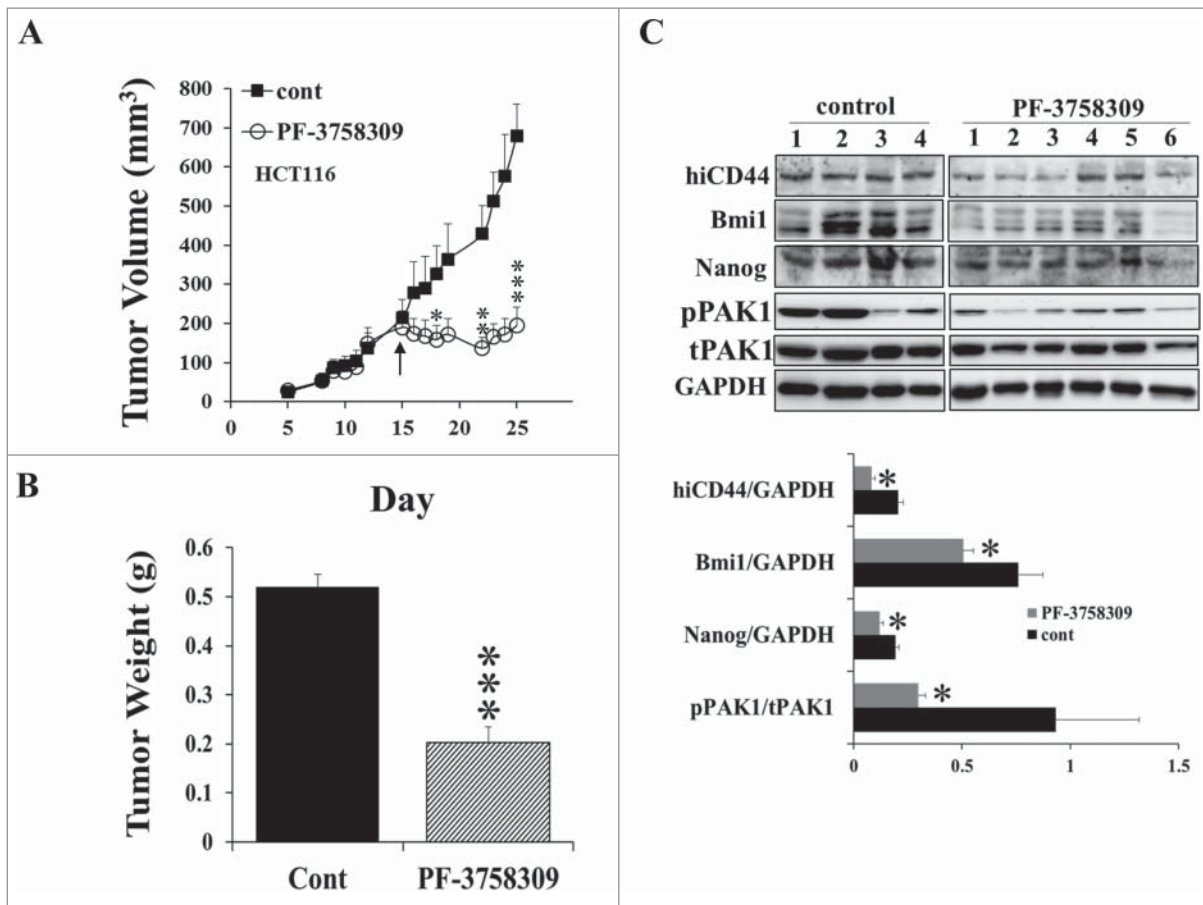 A
Tumor Volume (mm³)
800
700
600
500
400
300
200
100
0
cont
PF-3758309
HCT116
*
**
***
0 5 10 15 20 25
Day
B
Tumor Weight (g)
0.6
0.5
0.4
0.3
0.2
0.1
0
***
Cont PF-3758309
C
control PF-3758309
1 2 3 4 1 2 3 4 5 6
hiCD44
Bmi1
Nanog
pPAK1
tPAK1
GAPDH
hiCD44/GAPDH *
Bmi1/GAPDH *
Nanog/GAPDH *
pPAK1/tPAK1 *
PF-3758309
cont
0 0.5 1 1.5